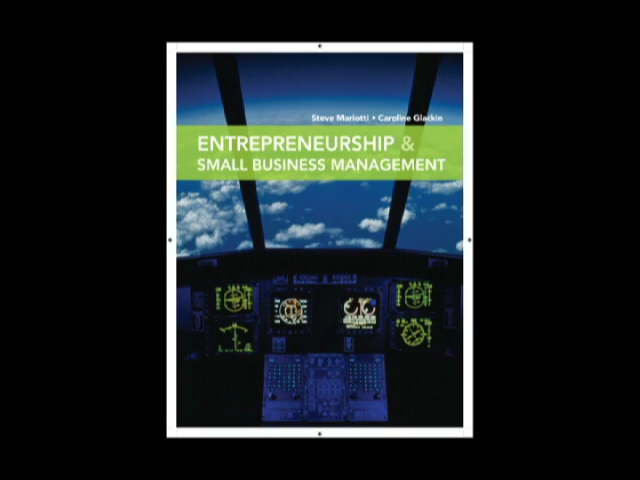 Steve Mariotti • Caroline Glackin
ENTREPRENEURSHIP &
SMALL BUSINESS MANAGEMENT